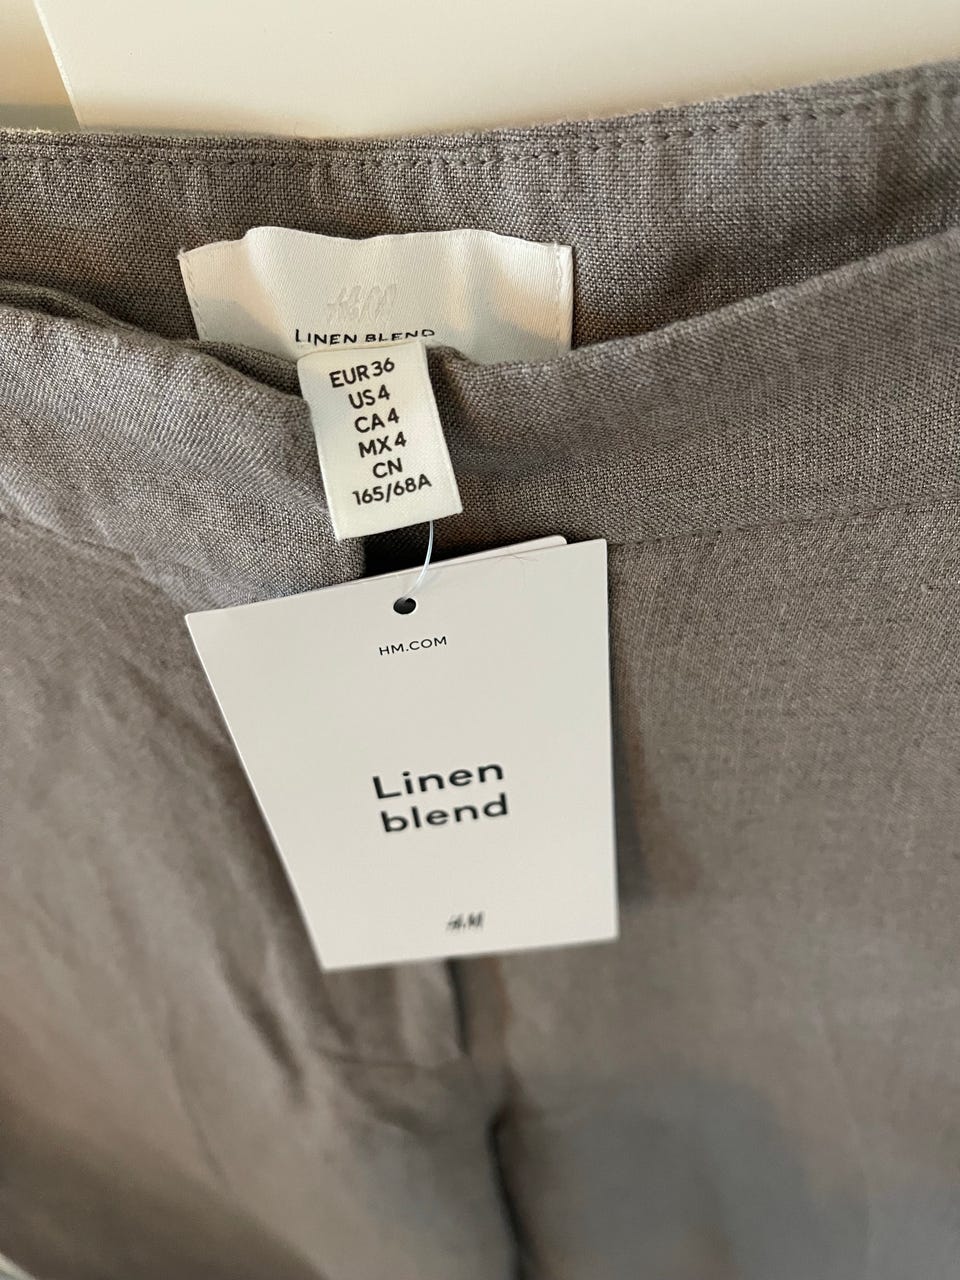 H&M
LINEN BLEND
EUR 36
US 4
CA 4
MX 4
CN
165/68A
HM.COM
Linen
blend
H&M